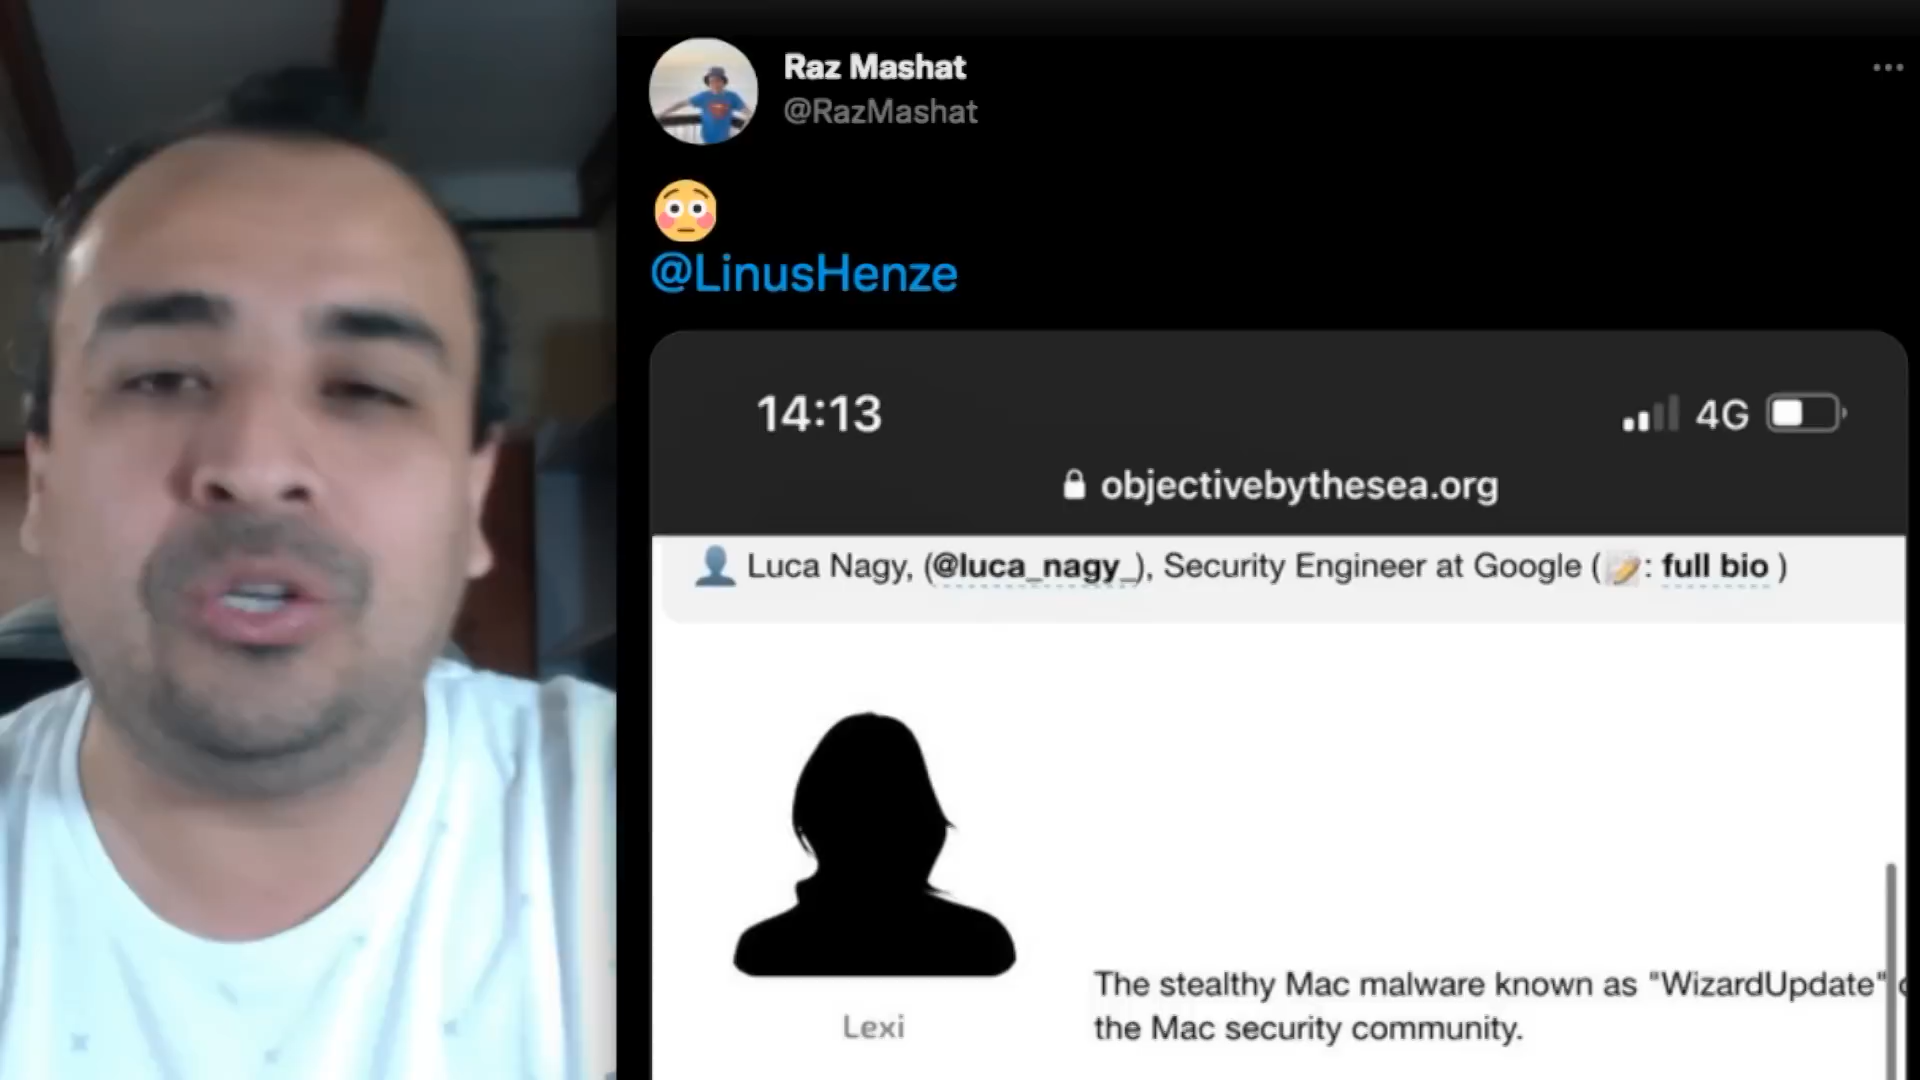 Raz Mashat
@RazMashat
@LinusHenze
14:13
4G
objectivebythesea.org
Luca Nagy, (@luca_nagy_), Security Engineer at Google ( : full bio )
Lexi
The stealthy Mac malware known as "WizardUpdate"
the Mac security community.